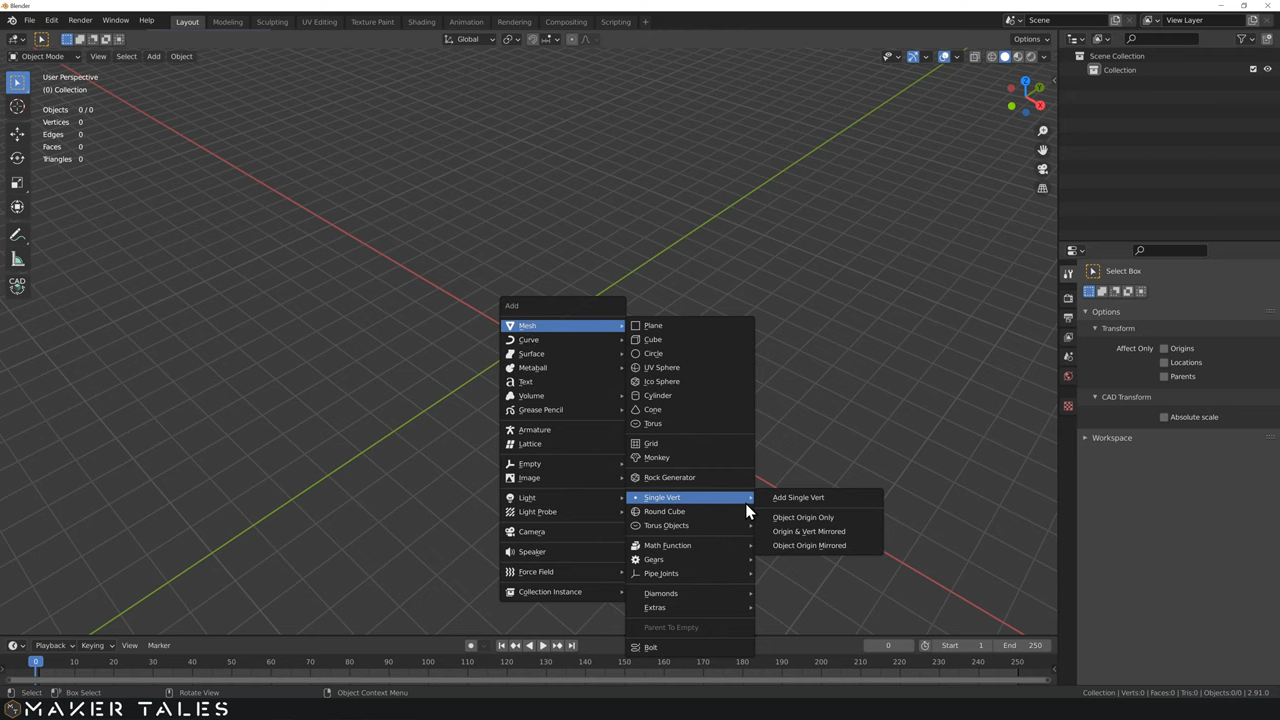 Blender
File Edit Render Window Help Layout Modeling Sculpting UV Editing Texture Paint Shading Animation Rendering Compositing Scripting + Scene View Layer
Global Options
Object Mode View Select Add Object
User Perspective
(0) Collection
Objects 0 / 0
Vertices 0
Edges 0
Faces 0
Triangles 0
CAD
Z
Y
X
Add
Mesh
Curve
Surface
Metaball
Text
Volume
Grease Pencil
Armature
Lattice
Empty
Image
Light
Light Probe
Camera
Speaker
Force Field
Collection Instance
Plane
Cube
Circle
UV Sphere
Ico Sphere
Cylinder
Cone
Torus
Grid
Monkey
Rock Generator
Single Vert
Round Cube
Torus Objects
Math Function
Gears
Pipe Joints
Diamonds
Extras
Parent To Empty
Bolt
Add Single Vert
Object Origin Only
Origin & Vert Mirrored
Object Origin Mirrored
Scene Collection
Collection
Select Box
Options
Transform
Affect Only Origins
Locations
Parents
CAD Transform
Absolute scale
Workspace
Playback Keying View Marker 0 Start 1 End 250
0 10 20 30 40 50 60 70 80 90 100 110 120 130 140 150 160 170 180 190 200 210 220 230 240 250
Select Box Select Rotate View Object Context Menu Collection | Verts:0 | Faces:0 | Tris:0 | Objects:0/0 | 2.91.0
MAKER TALES